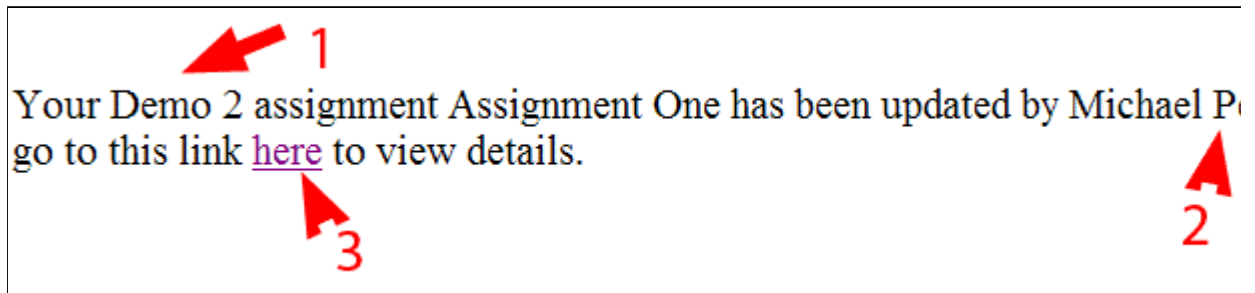 1
Your Demo 2 assignment Assignment One has been updated by Michael
go to this link here to view details.
2
3